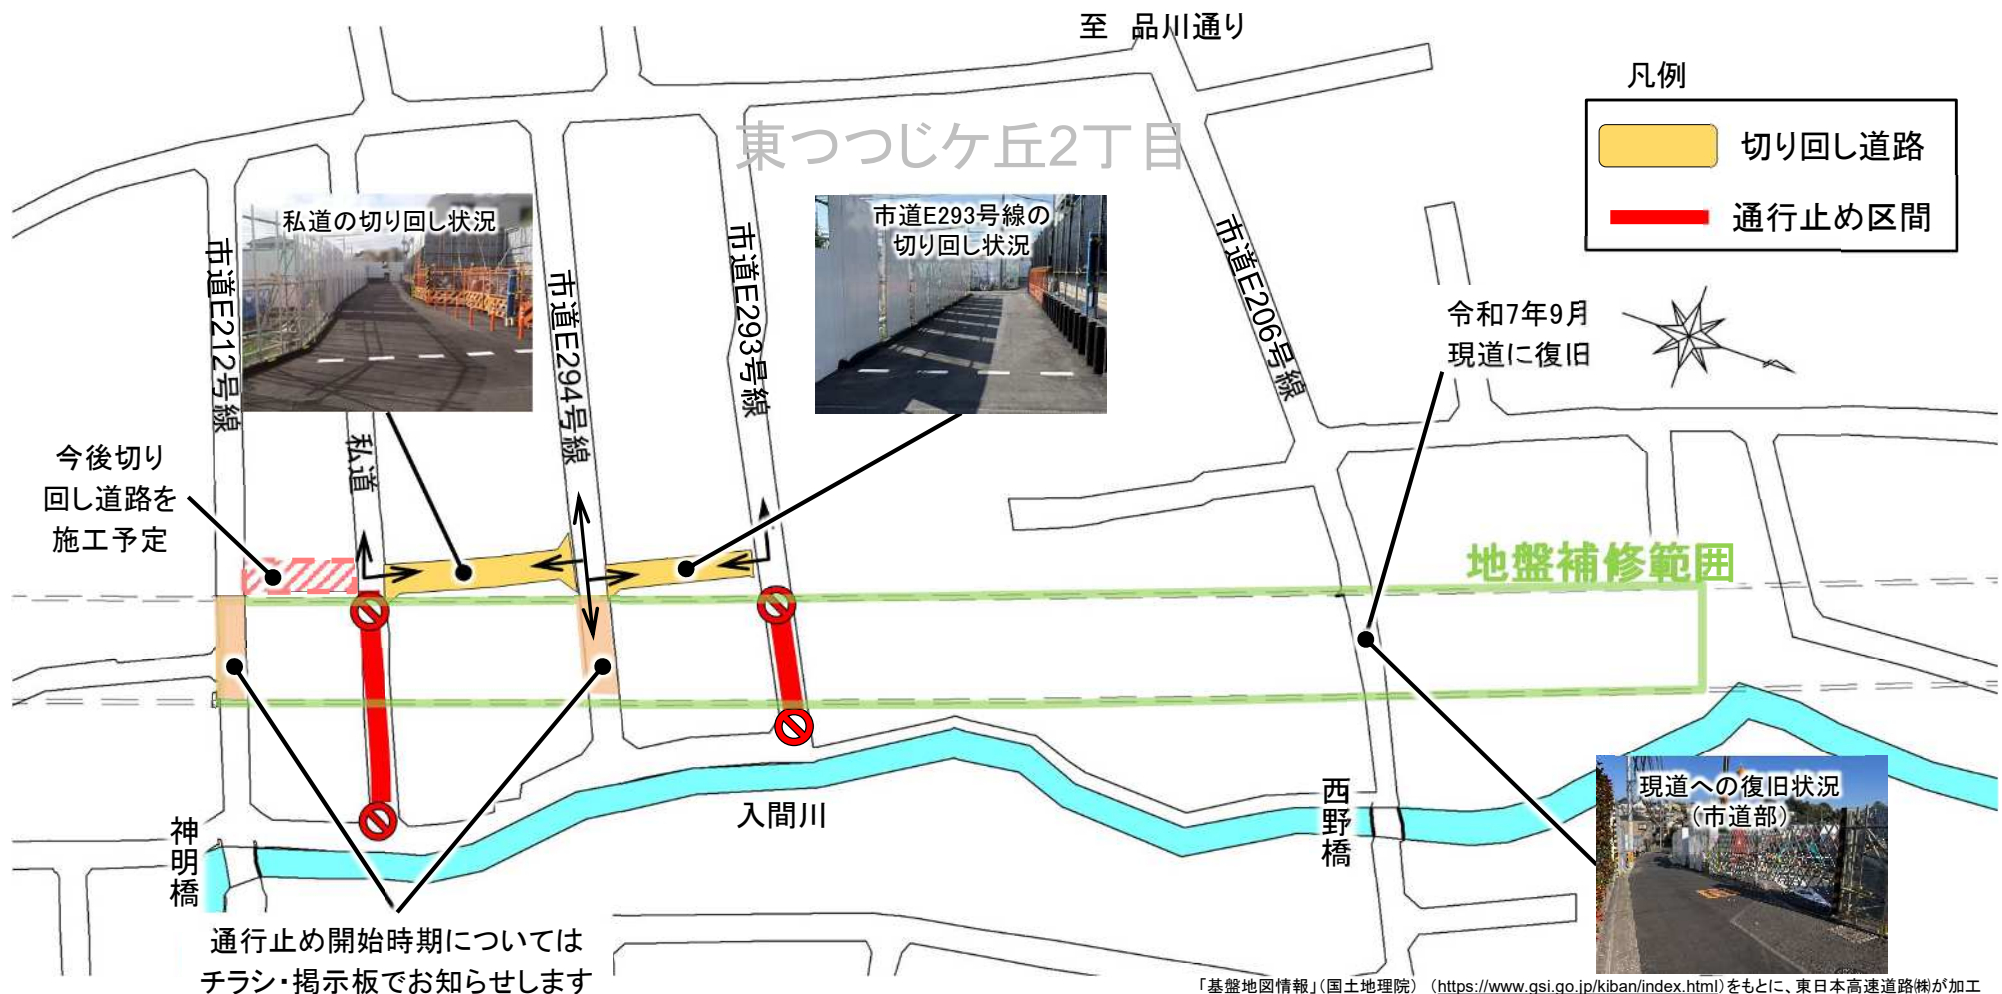 至 品川通り
凡例
切り回し道路
通行止め区間
東つつじケ丘2丁目
私道の切り回し状況
市道E293号線の
切り回し状況
市道E212号線
市道E294号線
市道E293号線
市道E206号線
私道
令和7年9月
現道に復旧
今後切り
回し道路を
施工予定
地盤補修範囲
入間川
西野橋
神明橋
現道への復旧状況
(市道部)
通行止め開始時期については
チラシ・掲示板でお知らせします
「基盤地図情報」(国土地理院) (https://www.gsi.go.jp/kiban/index.html)をもとに、東日本高速道路㈱が加工